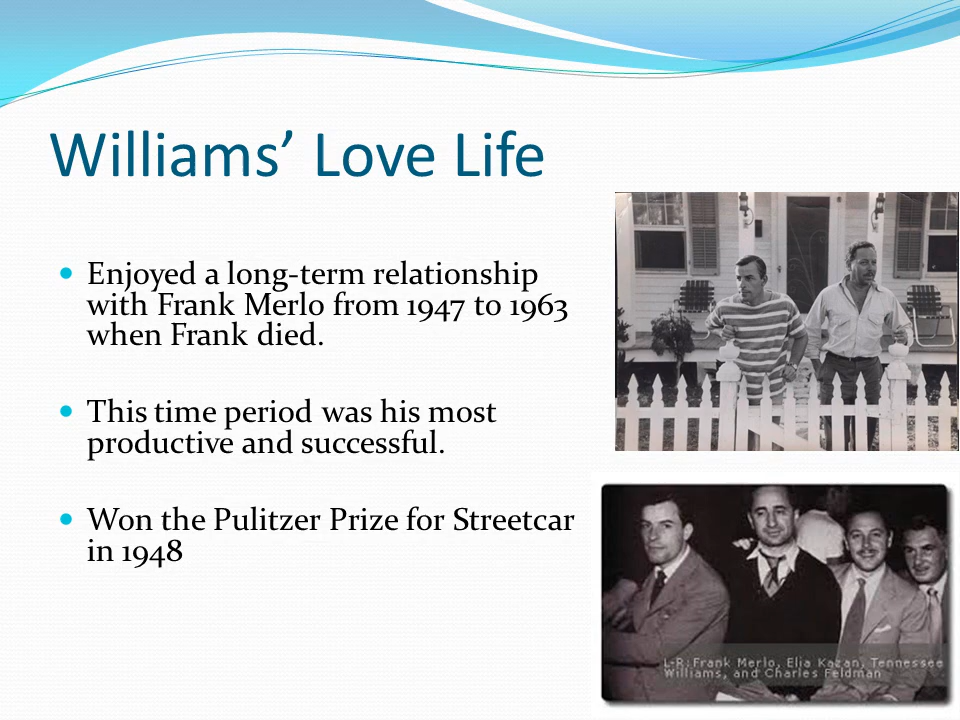 Williams’ Love Life
Enjoyed a long-term relationship
with Frank Merlo from 1947 to 1963
when Frank died.
This time period was his most
productive and successful.
Won the Pulitzer Prize for Streetcar
in 1948
L-R:Frank Merlo, Elia Kazan, Tennessee
Williams, and Charles Feldman